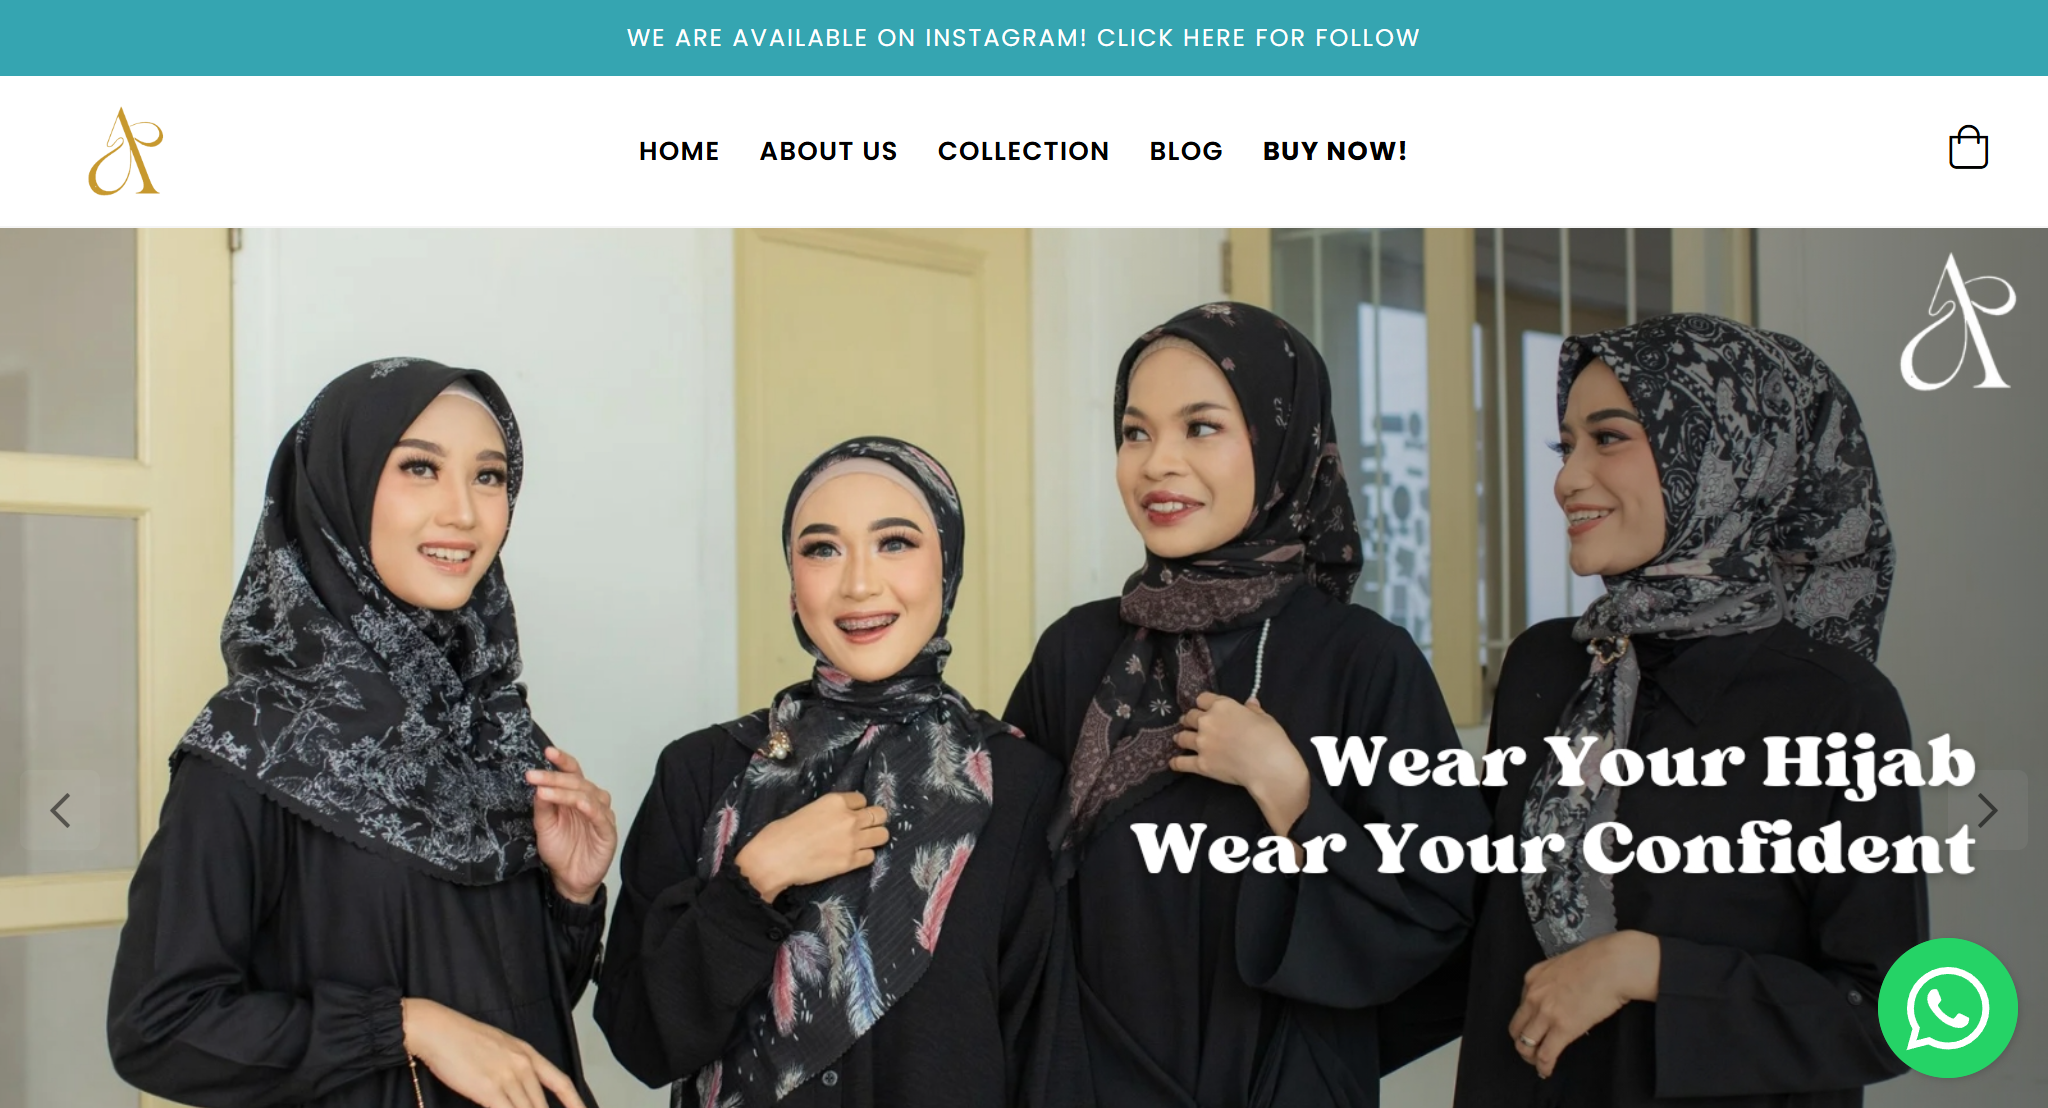 WE ARE AVAILABLE ON INSTAGRAM! CLICK HERE FOR FOLLOW
HOME ABOUT US COLLECTION BLOG BUY NOW!
Wear Your Hijab
Wear Your Confident